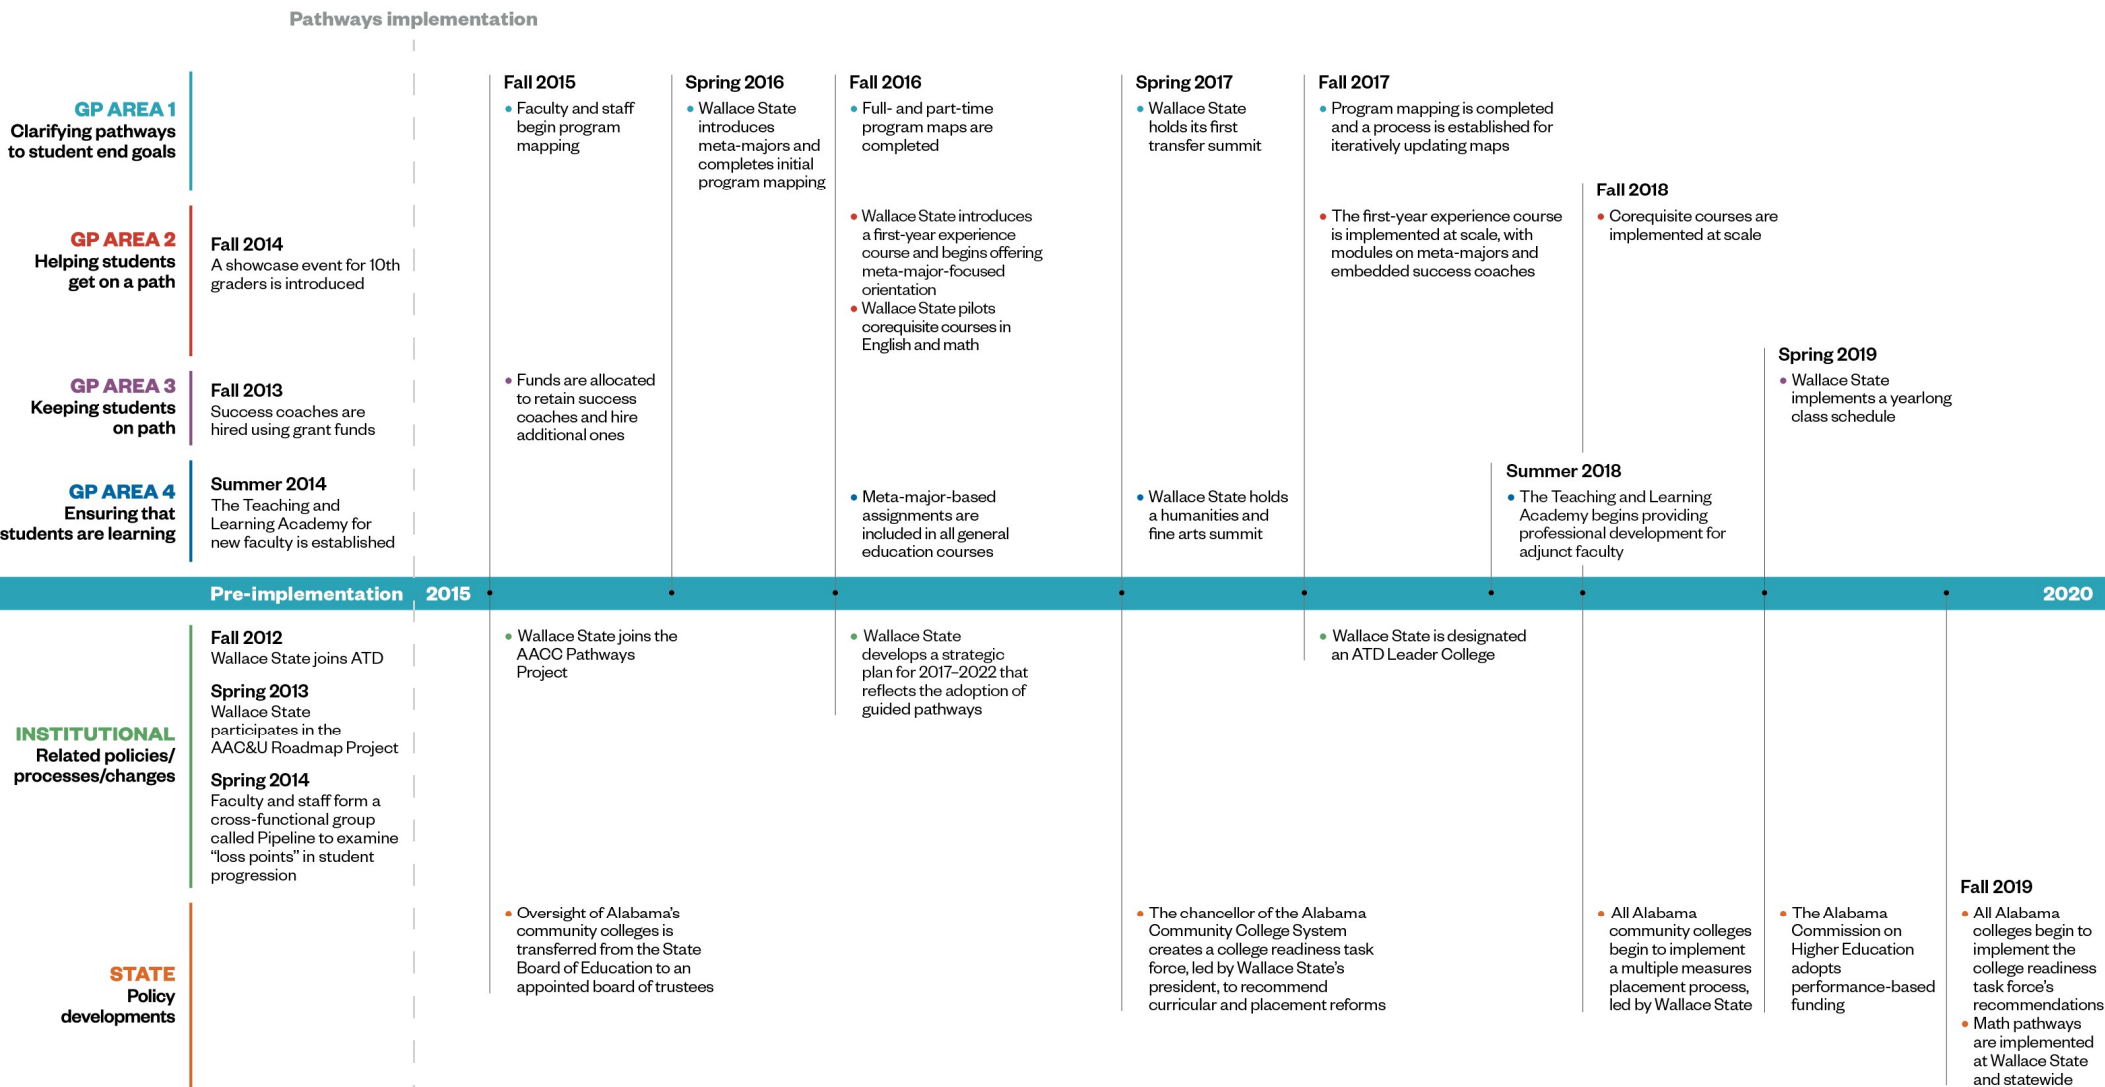 Pathways implementation
GP AREA 1
Clarifying pathways
to student end goals
Fall 2015
• Faculty and staff
begin program
mapping
Spring 2016
• Wallace State
introduces
meta-majors and
completes initial
program mapping
Fall 2016
• Full- and part-time
program maps are
completed
Spring 2017
• Wallace State
holds its first
transfer summit
Fall 2017
• Program mapping is completed
and a process is established for
iteratively updating maps
GP AREA 2
Helping students
get on a path
Fall 2014
A showcase event for 10th
graders is introduced
• Wallace State introduces
a first-year experience
course and begins offering
meta-major-focused
orientation
• Wallace State pilots
corequisite courses in
English and math
• The first-year experience course
is implemented at scale, with
modules on meta-majors and
embedded success coaches
Fall 2018
• Corequisite courses are
implemented at scale
GP AREA 3
Keeping students
on path
Fall 2013
Success coaches are
hired using grant funds
• Funds are allocated
to retain success
coaches and hire
additional ones
Spring 2019
• Wallace State
implements a yearlong
class schedule
GP AREA 4
Ensuring that
students are learning
Summer 2014
The Teaching and
Learning Academy for
new faculty is established
• Meta-major-based
assignments are
included in all general
education courses
• Wallace State holds
a humanities and
fine arts summit
Summer 2018
• The Teaching and Learning
Academy begins providing
professional development for
adjunct faculty
Pre-implementation
2015
2020
INSTITUTIONAL
Related policies/
processes/changes
Fall 2012
Wallace State joins ATD
Spring 2013
Wallace State
participates in the
AAC&U Roadmap Project
Spring 2014
Faculty and staff form a
cross-functional group
called Pipeline to examine
“loss points” in student
progression
• Wallace State joins the
AACC Pathways
Project
• Wallace State
develops a strategic
plan for 2017–2022 that
reflects the adoption of
guided pathways
• Wallace State is designated
an ATD Leader College
STATE
Policy
developments
• Oversight of Alabama’s
community colleges is
transferred from the State
Board of Education to an
appointed board of trustees
• The chancellor of the Alabama
Community College System
creates a college readiness task
force, led by Wallace State’s
president, to recommend
curricular and placement reforms
• All Alabama
community colleges
begin to implement
a multiple measures
placement process,
led by Wallace State
• The Alabama
Commission on
Higher Education
adopts
performance-based
funding
Fall 2019
• All Alabama
colleges begin to
implement the
college readiness
task force’s
recommendations
• Math pathways
are implemented
at Wallace State
and statewide